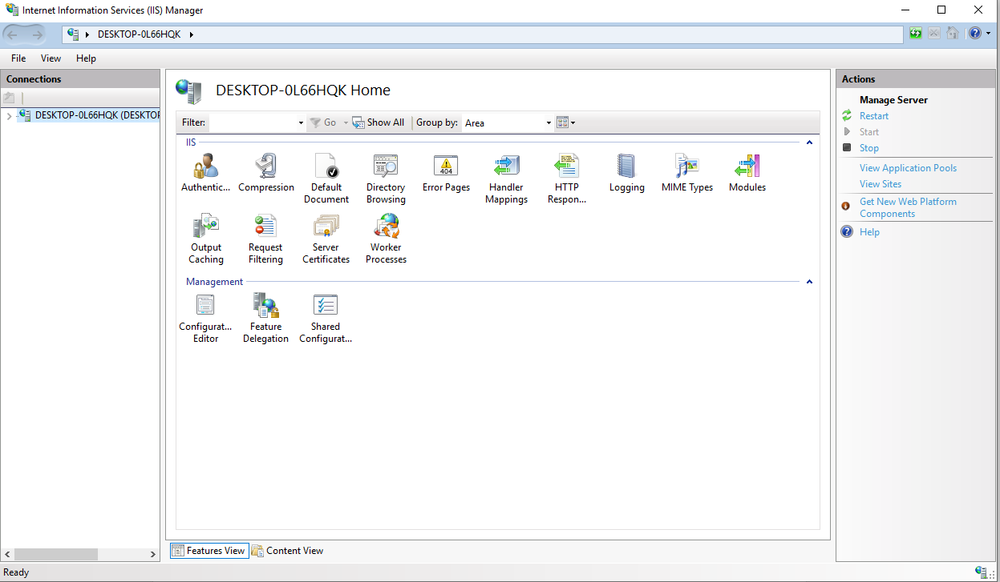 Internet Information Services (IIS) Manager
DESKTOP-0L66HQK
File View Help
Connections
DESKTOP-0L66HQK (DESKTOP
DESKTOP-0L66HQK Home
Filter: Go Show All Group by: Area
IIS
Authentic... Compression Default Document Directory Browsing Error Pages Handler Mappings HTTP Respon... Logging MIME Types Modules
404
Output Caching Request Filtering Server Certificates Worker Processes
Management
Configurat... Editor Feature Delegation Shared Configurat...
Features View Content View
Actions
Manage Server
Restart
Start
Stop
View Application Pools
View Sites
Get New Web Platform
Components
Help
Ready